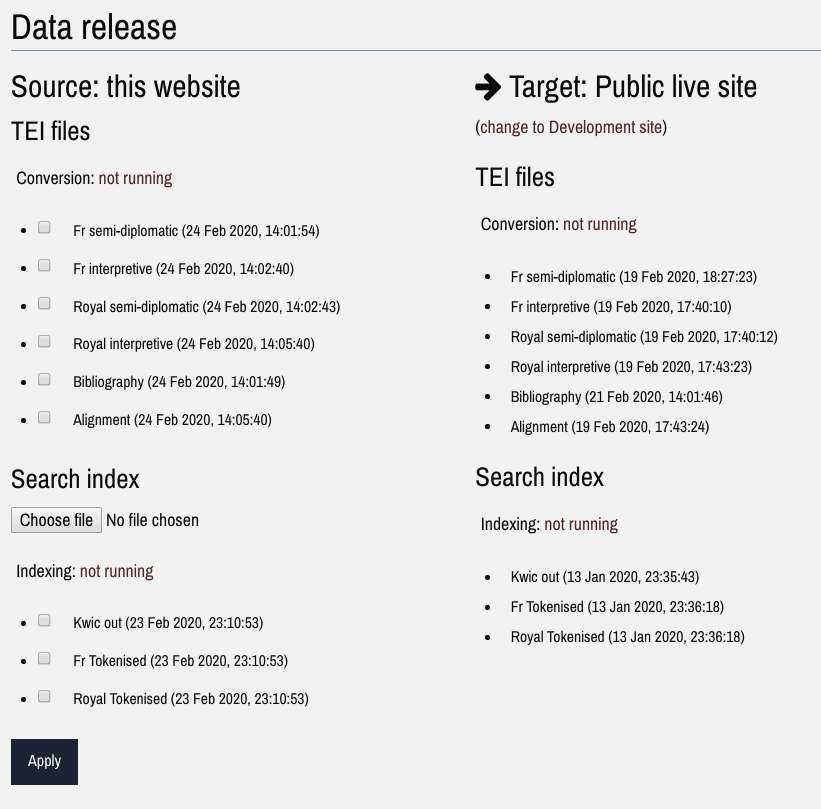 Data release
Source: this website
TEI files
Conversion: not running
Fr semi-diplomatic (24 Feb 2020, 14:01:54)
Fr interpretive (24 Feb 2020, 14:02:40)
Royal semi-diplomatic (24 Feb 2020, 14:02:43)
Royal interpretive (24 Feb 2020, 14:05:40)
Bibliography (24 Feb 2020, 14:01:49)
Alignment (24 Feb 2020, 14:05:40)
Search index
Choose file No file chosen
Indexing: not running
Kwic out (23 Feb 2020, 23:10:53)
Fr Tokenised (23 Feb 2020, 23:10:53)
Royal Tokenised (23 Feb 2020, 23:10:53)
Apply
Target: Public live site
(change to Development site)
TEI files
Conversion: not running
Fr semi-diplomatic (19 Feb 2020, 18:27:23)
Fr interpretive (19 Feb 2020, 17:40:10)
Royal semi-diplomatic (19 Feb 2020, 17:40:12)
Royal interpretive (19 Feb 2020, 17:43:23)
Bibliography (21 Feb 2020, 14:01:46)
Alignment (19 Feb 2020, 17:43:24)
Search index
Indexing: not running
Kwic out (13 Jan 2020, 23:35:43)
Fr Tokenised (13 Jan 2020, 23:36:18)
Royal Tokenised (13 Jan 2020, 23:36:18)